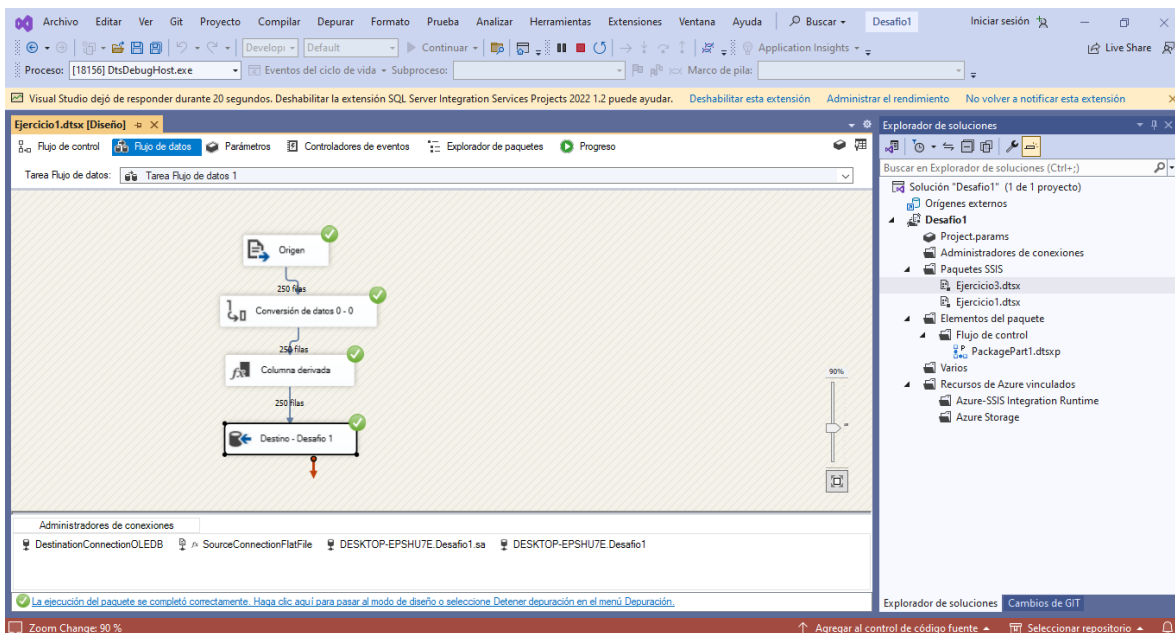 Archivo Editar Ver Git Proyecto Compilar Depurar Formato Prueba Analizar Herramientas Extensiones Ventana Ayuda Buscar Desafio1 Iniciar sesión
Develop Default Continuar Application Insights Live Share
Proceso: [18156] DtsDebugHost.exe Eventos del ciclo de vida Subproceso: Marco de pila:
Visual Studio dejó de responder durante 20 segundos. Deshabilitar la extensión SQL Server Integration Services Projects 2022 1.2 puede ayudar. Deshabilitar esta extensión Administrar el rendimiento No volver a notificar esta extensión
Ejercicio1.dtsx [Diseño]
Flujo de control Flujo de datos Parámetros Controladores de eventos Explorador de paquetes Progreso
Tarea Flujo de datos: Tarea Flujo de datos 1
Origen
250 filas
Conversión de datos 0 - 0
250 filas
Columna derivada
250 filas
Destino - Desafio 1
90%
Administradores de conexiones
DestinationConnectionOLEDB SourceConnectionFlatFile DESKTOP-EPSHU7E.Desafio1.sa DESKTOP-EPSHU7E.Desafio1
La ejecución del paquete se completó correctamente. Haga clic aquí para pasar al modo de diseño o seleccione Detener depuración en el menú Depuración.
Explorador de soluciones
Buscar en Explorador de soluciones (Ctrl+;)
Solución "Desafio1" (1 de 1 proyecto)
Orígenes externos
Desafio1
Project.params
Administradores de conexiones
Paquetes SSIS
Ejercicio3.dtsx
Ejercicio1.dtsx
Elementos del paquete
Flujo de control
PackagePart1.dtsxp
Varios
Recursos de Azure vinculados
Azure-SSIS Integration Runtime
Azure Storage
Explorador de soluciones Cambios de GIT
Zoom Change: 90 % Agregar al control de código fuente Seleccionar repositorio